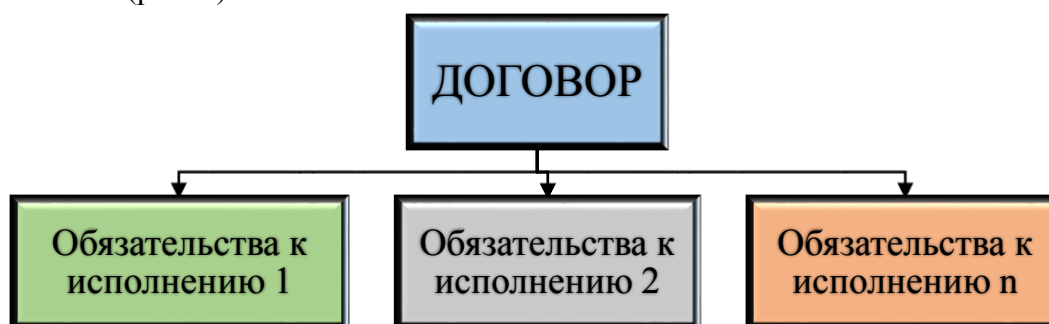 ДОГОВОР
Обязательства к
исполнению 1
Обязательства к
исполнению 2
Обязательства к
исполнению n